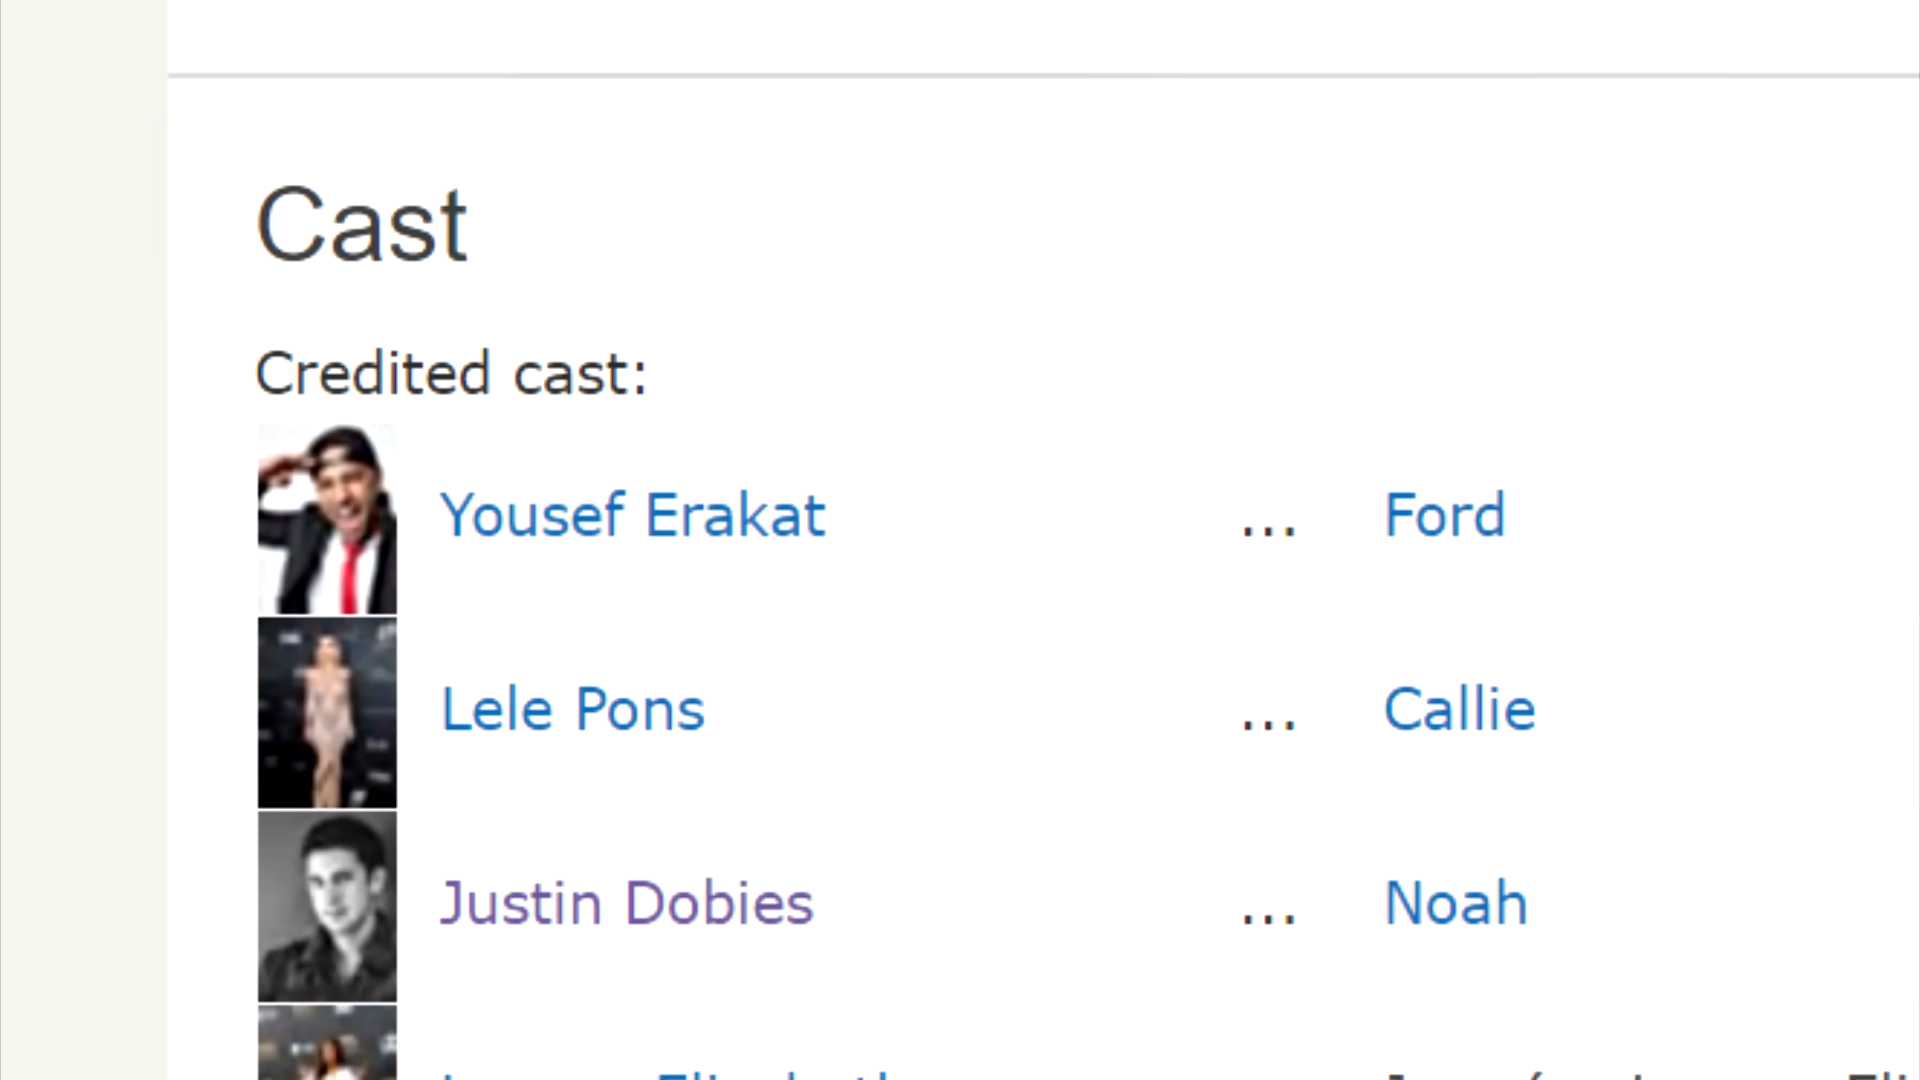 Cast
Credited cast:
Yousef Erakat ... Ford
Lele Pons ... Callie
Justin Dobies ... Noah